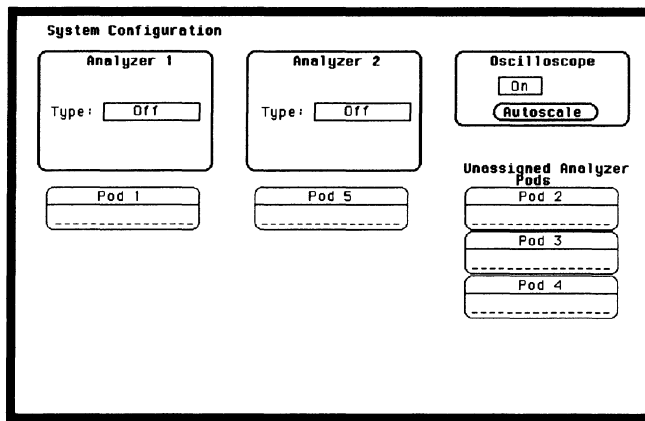 System Configuration
Analyzer 1
Type: Off
Pod 1
Analyzer 2
Type: Off
Pod 5
Oscilloscope
On
Autoscale
Unassigned Analyzer
Pods
Pod 2
Pod 3
Pod 4